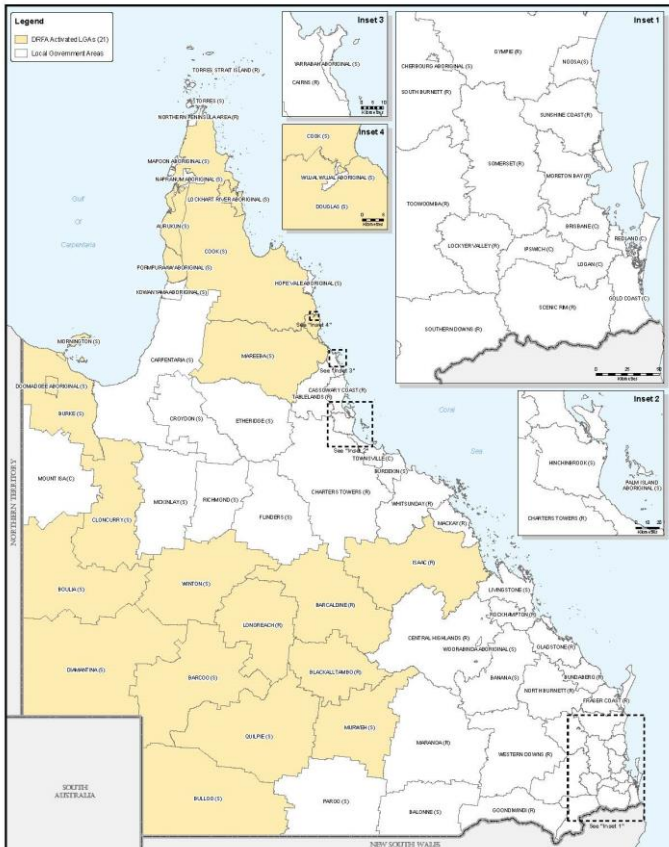 Legend
DRFA Activated LGAs (21)
Local Government Areas
Inset 3
YARRABAH ABORIGINAL (S)
CAIRNS (R)
Kilometres
Inset 4
COOK (S)
WUJAL WUJAL ABORIGINAL (S)
DOUGLAS (S)
Kilometres
Inset 1
GYMPIE (R)
CHERBOURG ABORIGINAL (S)
NOOSA (S)
SOUTH BURNETT (R)
SUNSHINE COAST (R)
SOMERSET (R)
MORETON BAY (R)
TOOWOOMBA (R)
BRISBANE (C)
REDLAND (C)
LOCKYER VALLEY (R)
IPSWICH (C)
LOGAN (C)
SCENIC RIM (R)
GOLD COAST (C)
SOUTHERN DOWNS (R)
Kilometres
Inset 2
HINCHINBROOK (S)
PALM ISLAND
ABORIGINAL (S)
CHARTERS TOWERS (R)
Kilometres
TORRES STRAIT ISLAND (R)
TORRES (S)
NORTHERN PENINSULA AREA (R)
MAPOON ABORIGINAL (S)
NAPRANUM ABORIGINAL (S)
LOCKHART RIVER ABORIGINAL (S)
Gulf
Of
Carpentaria
AURUKUN (S)
COOK (S)
PORMPURAAW ABORIGINAL (S)
HOPEVALE ABORIGINAL (S)
KOWANYAMA ABORIGINAL (S)
See "Inset 4"
MORNINGTON (S)
MAREEBA (S)
CARPENTARIA (S)
See "Inset 3"
DOOMADGEE ABORIGINAL (S)
CASSOWARY COAST (R)
TABLELANDS (R)
BURKE (S)
CROYDON (S)
ETHERIDGE (S)
Coral
Sea
See "Inset
TOWNSVILLE (C)
BURDEKIN (S)
MOUNT ISA (C)
MCKINLAY (S)
RICHMOND (S)
CHARTERS TOWERS (R)
WHITSUNDAY (R)
FLINDERS (S)
CLONCURRY (S)
MACKAY (R)
NORTHERN TERRITORY
ISAAC (R)
BOULIA (S)
WINTON (S)
LIVINGSTONE (S)
BARCALDINE (R)
ROCKHAMPTON (R)
LONGREACH (R)
CENTRAL HIGHLANDS (R)
WOORABINDA ABORIGINAL (S)
GLADSTONE (R)
DIAMANTINA (S)
BARCOO (S)
BLACKALL TAMBO (R)
BANANA (S)
BUNDABERG (R)
NORTH BURNETT (R)
FRASER COAST (R)
QUILPIE (S)
MURWEH (S)
MARANOA (R)
WESTERN DOWNS (R)
SOUTH
AUSTRALIA
BULLOO (S)
PAROO (S)
BALONNE (S)
GOONDIWINDI (R)
See "Inset 1"
NEW SOUTH WALES